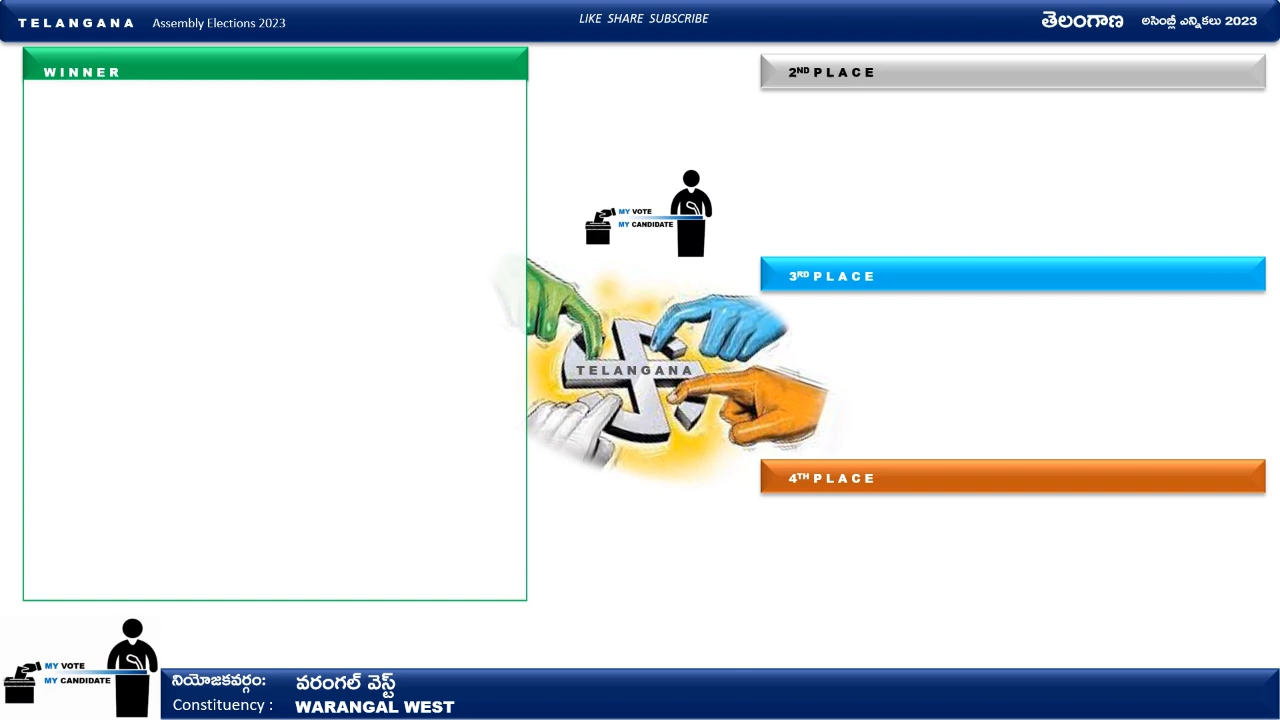 TELANGANA Assembly Elections 2023
LIKE SHARE SUBSCRIBE
తెలంగాణ అసెంబ్లీ ఎన్నికలు 2023
WINNER
2ND PLACE
MY VOTE
MY CANDIDATE
3RD PLACE
TELANGANA
4TH PLACE
MY VOTE
MY CANDIDATE
నియోజకవర్గం: వరంగల్ వెస్ట్
Constituency : WARANGAL WEST